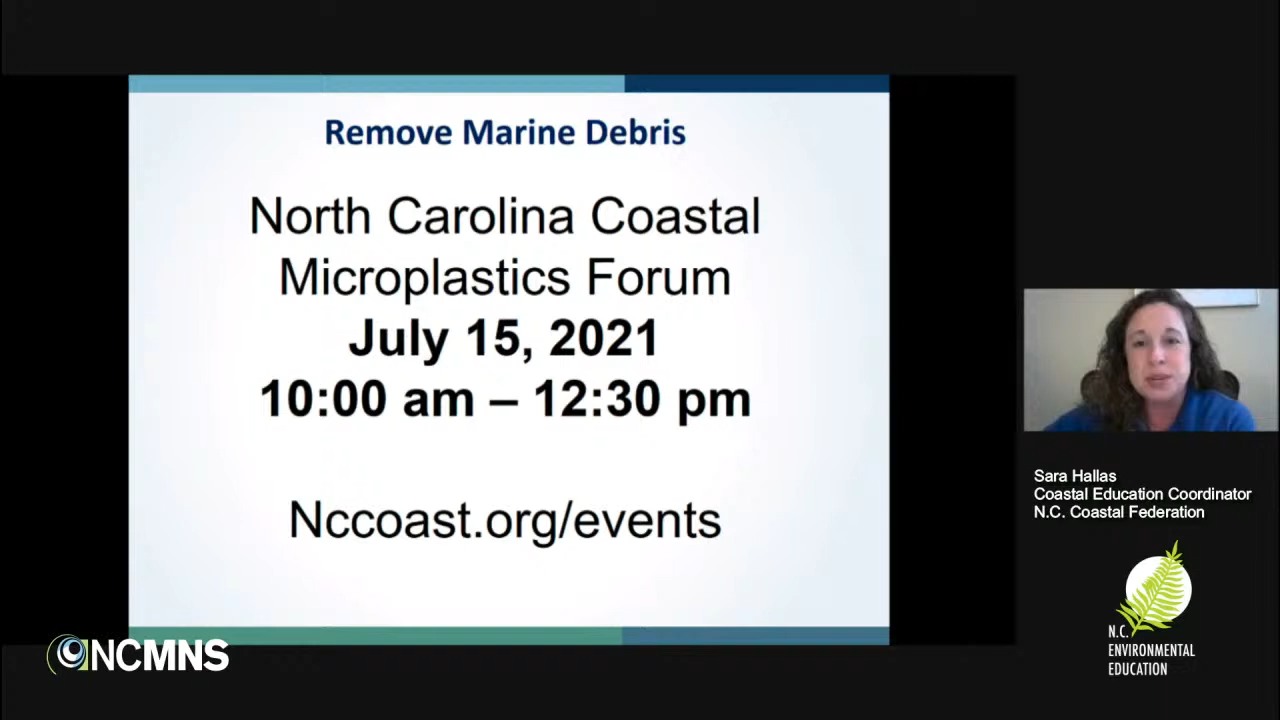 Remove Marine Debris
North Carolina Coastal
Microplastics Forum
July 15, 2021
10:00 am – 12:30 pm
Nccoast.org/events
Sara Hallas
Coastal Education Coordinator
N.C. Coastal Federation
N.C.
ENVIRONMENTAL
EDUCATION
NCMNS